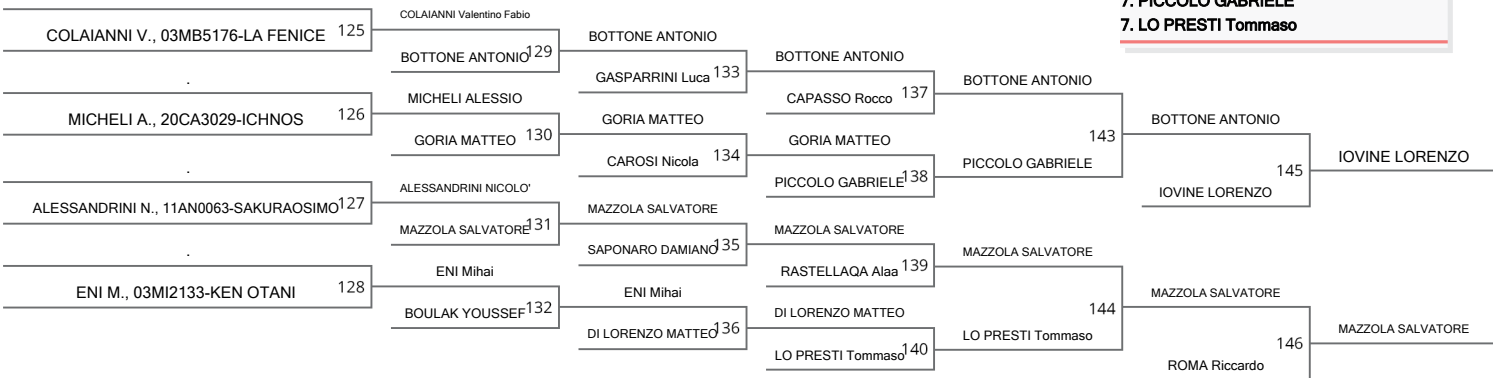 7. PICCOLO GABRIELE
7. LO PRESTI Tommaso
COLAIANNI V., 03MB5176-LA FENICE 125
.
MICHELI A., 20CA3029-ICHNOS 126
.
ALESSANDRINI N., 11AN0063-SAKURAOSIMO 127
.
ENI M., 03MI2133-KEN OTANI 128
COLAIANNI Valentino Fabio
BOTTONE ANTONIO 129
MICHELI ALESSIO
GORIA MATTEO 130
ALESSANDRINI NICOLO'
MAZZOLA SALVATORE 131
ENI Mihai
BOULAK YOUSSEF 132
BOTTONE ANTONIO
GASPARRINI Luca 133
GORIA MATTEO
CAROSI Nicola 134
MAZZOLA SALVATORE
SAPONARO DAMIANO 135
ENI Mihai
DI LORENZO MATTEO 136
BOTTONE ANTONIO
CAPASSO Rocco 137
GORIA MATTEO
PICCOLO GABRIELE 138
MAZZOLA SALVATORE
RASTELLAQA Alaa 139
DI LORENZO MATTEO
LO PRESTI Tommaso 140
BOTTONE ANTONIO
143
PICCOLO GABRIELE
MAZZOLA SALVATORE
144
LO PRESTI Tommaso
BOTTONE ANTONIO
145
IOVINE LORENZO
MAZZOLA SALVATORE
146
ROMA Riccardo
IOVINE LORENZO
MAZZOLA SALVATORE